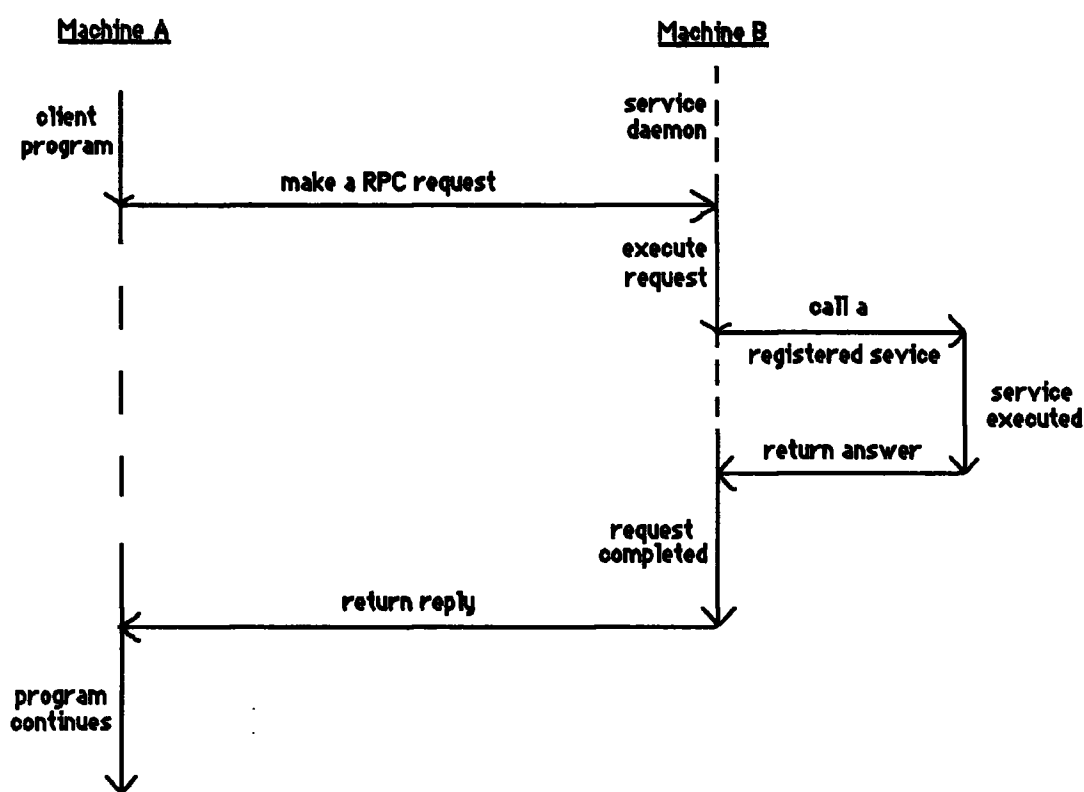 Machine A
Machine B
client
program
service
daemon
make a RPC request
execute
request
call a
registered sevice
service
executed
return answer
request
completed
return reply
program
continues